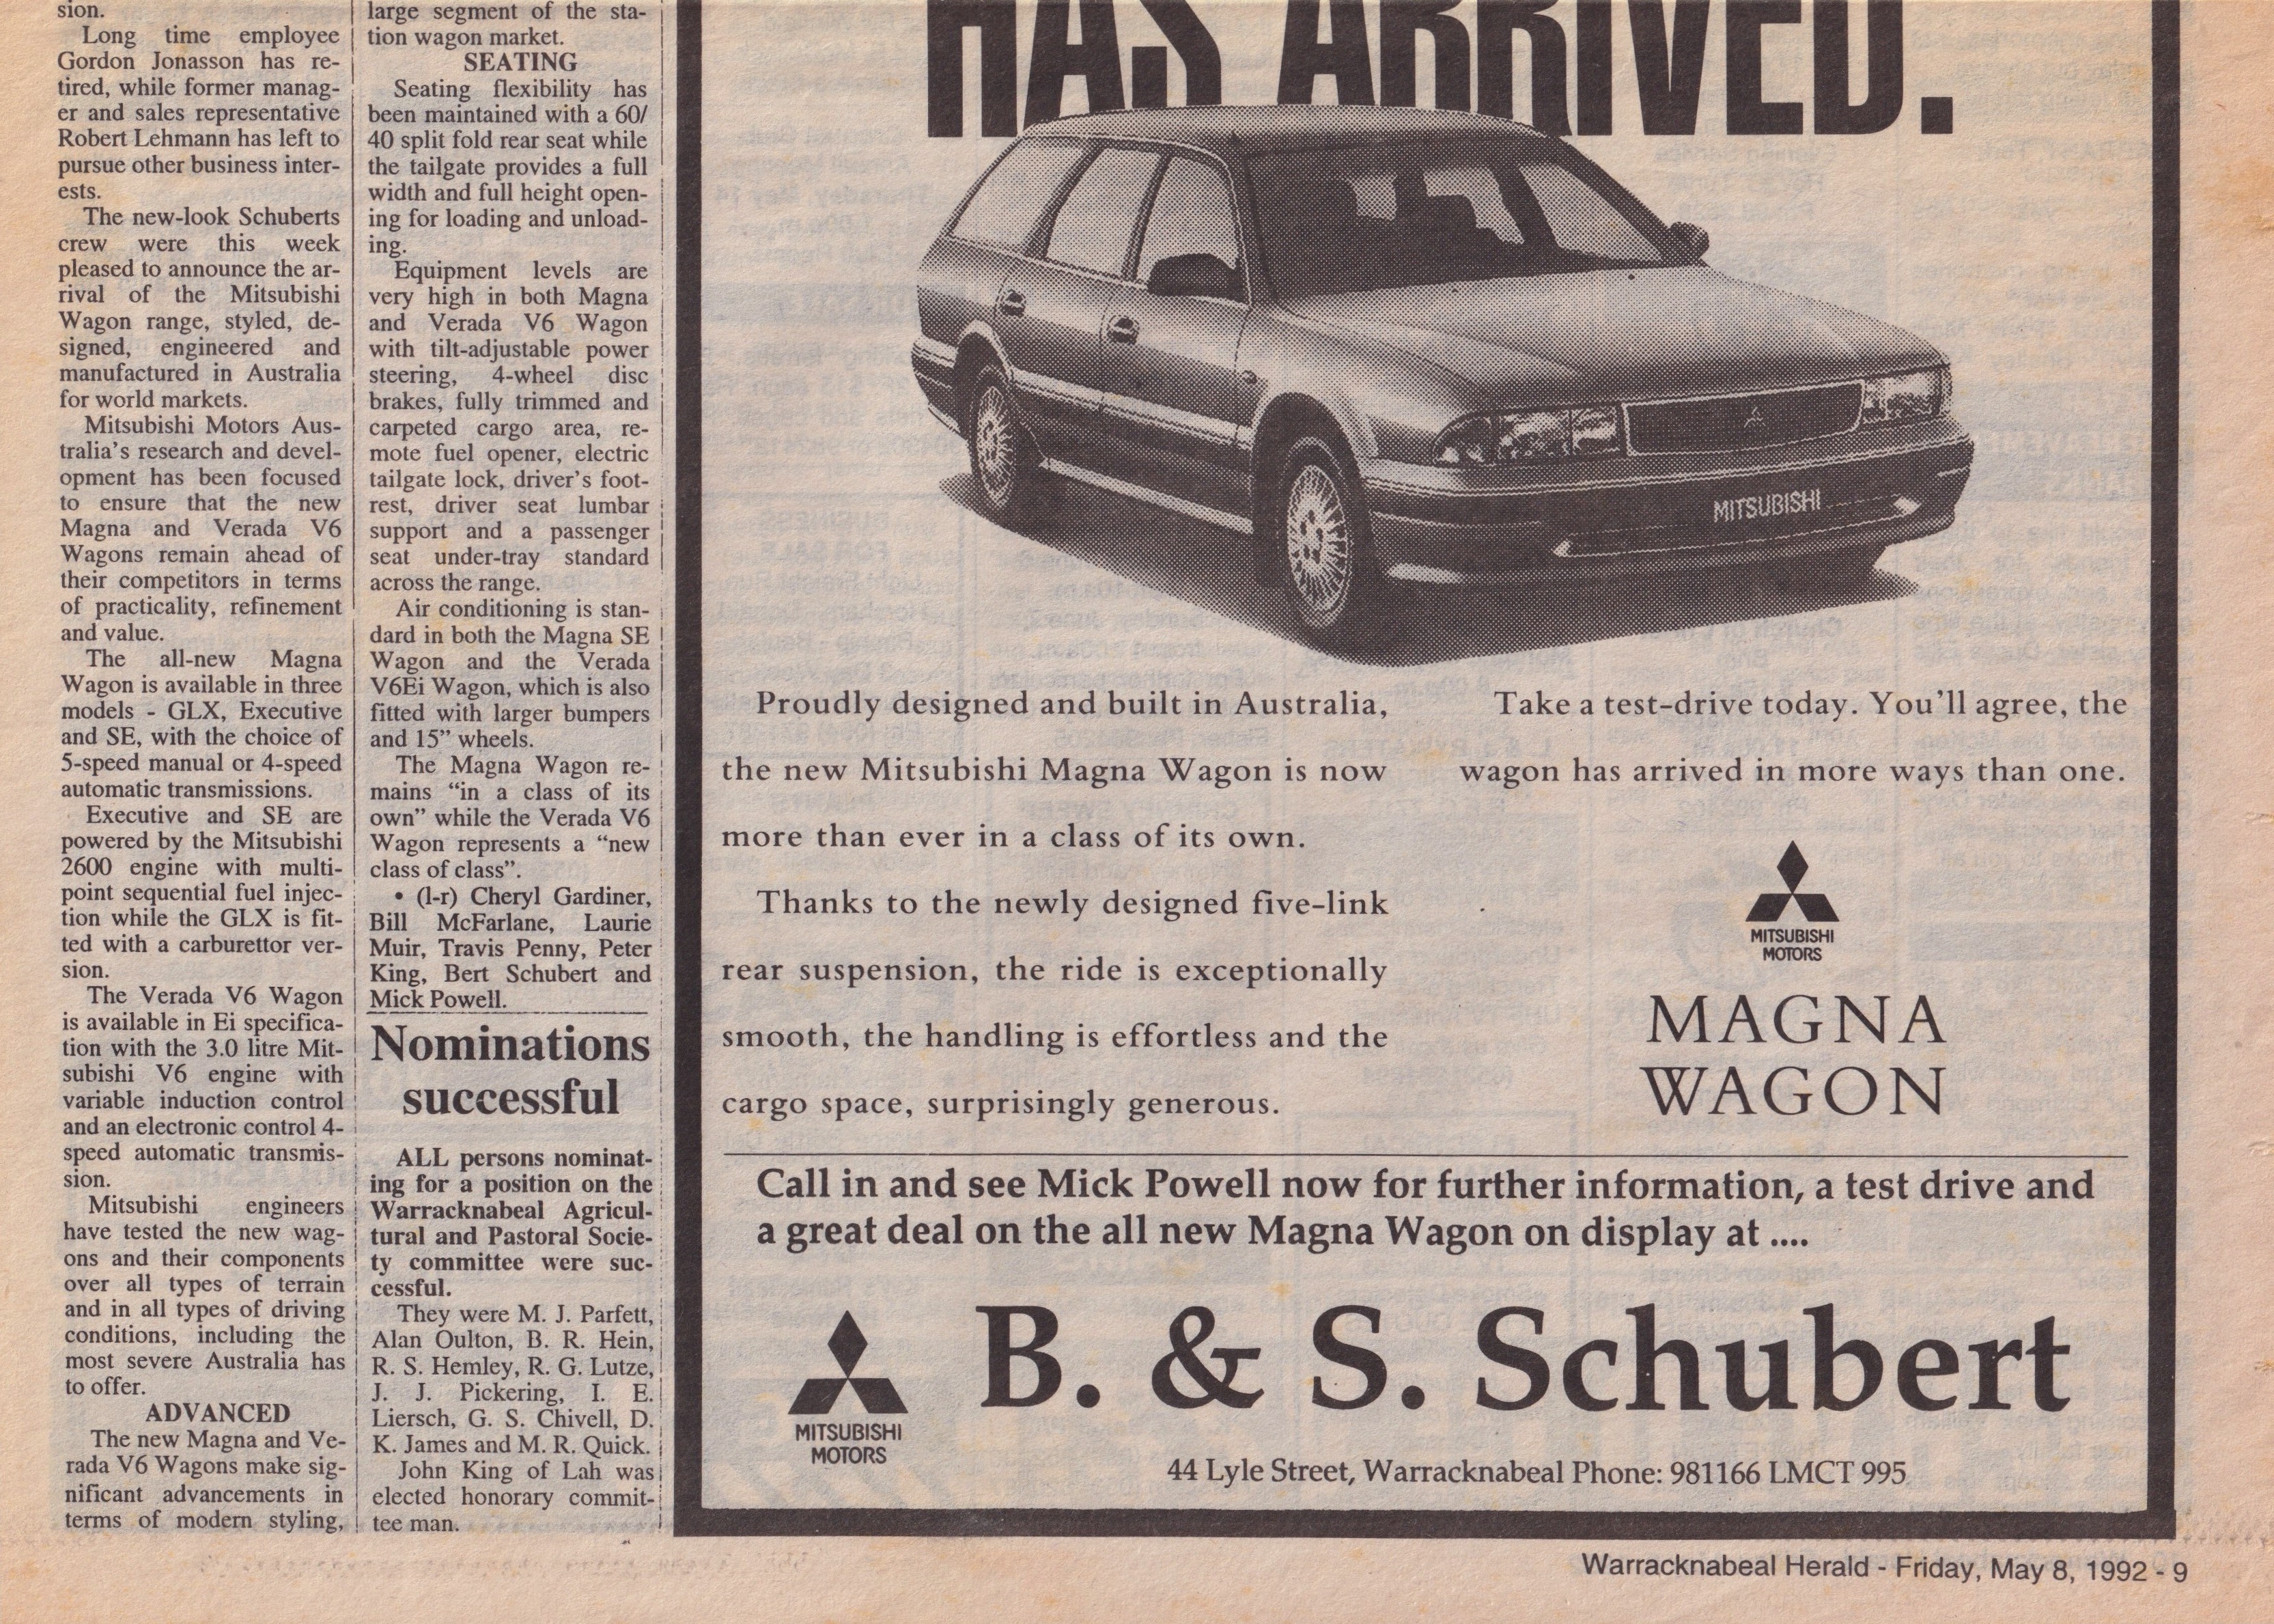 sion.
Long time employee
Gordon Jonasson has re-
tired, while former manag-
er and sales representative
Robert Lehmann has left to
pursue other business inter-
ests.
The new-look Schuberts
crew were this week
pleased to announce the ar-
rival of the Mitsubishi
Wagon range, styled, de-
signed, engineered and
manufactured in Australia
for world markets.
Mitsubishi Motors Aus-
tralia's research and devel-
opment has been focused
to ensure that the new
Magna and Verada V6
Wagons remain ahead of
their competitors in terms
of practicality, refinement
and value.
The all-new Magna
Wagon is available in three
models - GLX, Executive
and SE, with the choice of
5-speed manual or 4-speed
automatic transmissions.
Executive and SE are
powered by the Mitsubishi
2600 engine with multi-
point sequential fuel injec-
tion while the GLX is fit-
ted with a carburettor ver-
sion.
The Verada V6 Wagon
is available in Ei specifica-
tion with the 3.0 litre Mit-
subishi V6 engine with
variable induction control
and an electronic control 4-
speed automatic transmis-
sion.
Mitsubishi engineers
have tested the new wag-
ons and their components
over all types of terrain
and in all types of driving
conditions, including the
most severe Australia has
to offer.
ADVANCED
The new Magna and Ve-
rada V6 Wagons make sig-
nificant advancements in
terms of modern styling,
large segment of the sta-
tion wagon market.
SEATING
Seating flexibility has
been maintained with a 60/
40 split fold rear seat while
the tailgate provides a full
width and full height open-
ing for loading and unload-
ing.
Equipment levels are
very high in both Magna
and Verada V6 Wagon
with tilt-adjustable power
steering, 4-wheel disc
brakes, fully trimmed and
carpeted cargo area, re-
mote fuel opener, electric
tailgate lock, driver's foot-
rest, driver seat lumbar
support and a passenger
seat under-tray standard
across the range.
Air conditioning is stan-
dard in both the Magna SE
Wagon and the Verada
V6Ei Wagon, which is also
fitted with larger bumpers
and 15” wheels.
The Magna Wagon re-
mains “in a class of its
own” while the Verada V6
Wagon represents a “new
class of class”.
• (l-r) Cheryl Gardiner,
Bill McFarlane, Laurie
Muir, Travis Penny, Peter
King, Bert Schubert and
Mick Powell.
Nominations
successful
ALL persons nominat-
ing for a position on the
Warracknabeal Agricul-
tural and Pastoral Socie-
ty committee were suc-
cessful.
They were M. J. Parfett,
Alan Oulton, B. R. Hein,
R. S. Hemley, R. G. Lutze,
J. J. Pickering, I. E.
Liersch, G. S. Chivell, D.
K. James and M. R. Quick.
John King of Lah was
elected honorary commit-
tee man.
HAS ARRIVED.
MITSUBISHI
Proudly designed and built in Australia,
the new Mitsubishi Magna Wagon is now
more than ever in a class of its own.
Thanks to the newly designed five-link
rear suspension, the ride is exceptionally
smooth, the handling is effortless and the
cargo space, surprisingly generous.
Take a test-drive today. You'll agree, the
wagon has arrived in more ways than one.
MITSUBISHI
MOTORS
MAGNA
WAGON
Call in and see Mick Powell now for further information, a test drive and
a great deal on the all new Magna Wagon on display at ....
MITSUBISHI
MOTORS
B. & S. Schubert
44 Lyle Street, Warracknabeal Phone: 981166 LMCT 995
Warracknabeal Herald - Friday, May 8, 1992 - 9